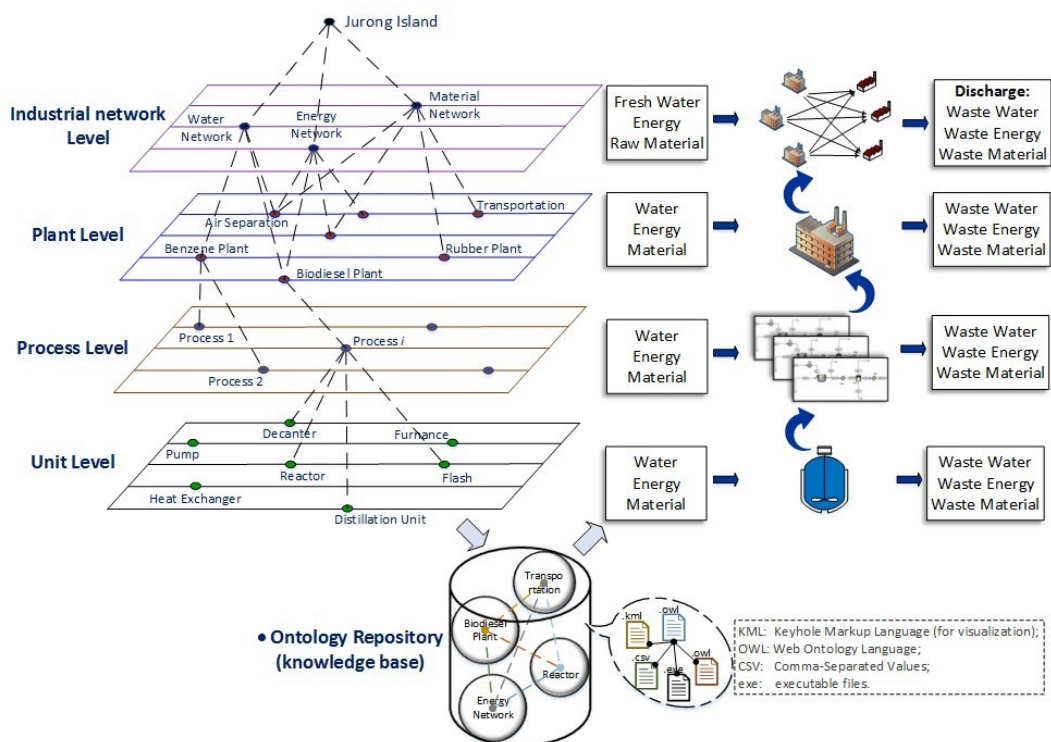 Jurong Island
Industrial network
Level
Water
Network
Energy
Network
Material
Network
Fresh Water
Energy
Raw Material
Discharge:
Waste Water
Waste Energy
Waste Material
Plant Level
Air Separation
Transportation
Benzene Plant
Rubber Plant
Biodiesel Plant
Water
Energy
Material
Waste Water
Waste Energy
Waste Material
Process Level
Process 1
Process i
Process 2
Water
Energy
Material
Waste Water
Waste Energy
Waste Material
Unit Level
Decanter
Furnance
Pump
Reactor
Flash
Heat Exchanger
Distillation Unit
Water
Energy
Material
Waste Water
Waste Energy
Waste Material
• Ontology Repository
(knowledge base)
Transpo
rtation
Biodiesel
Plant
Reactor
Energy
Network
.kml
.owl
.csv
.exe
.owl
KML: Keyhole Markup Language (for visualization);
OWL: Web Ontology Language;
CSV: Comma-Separated Values;
exe: executable files.